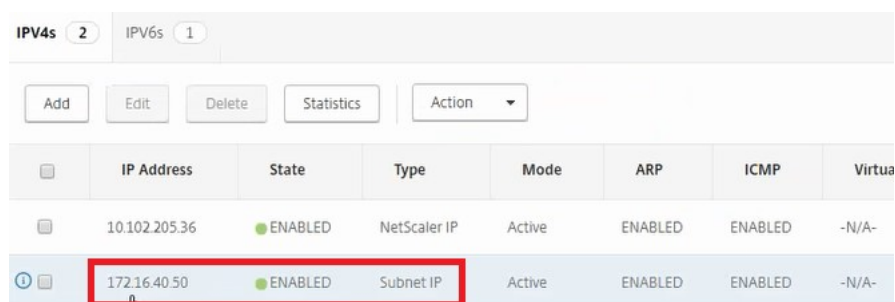 IPV4s 2 IPV6s 1
Add Edit Delete Statistics Action
IP Address State Type Mode ARP ICMP Virtua
10.102.205.36 ENABLED NetScaler IP Active ENABLED ENABLED -N/A-
172.16.40.50 ENABLED Subnet IP Active ENABLED ENABLED -N/A-